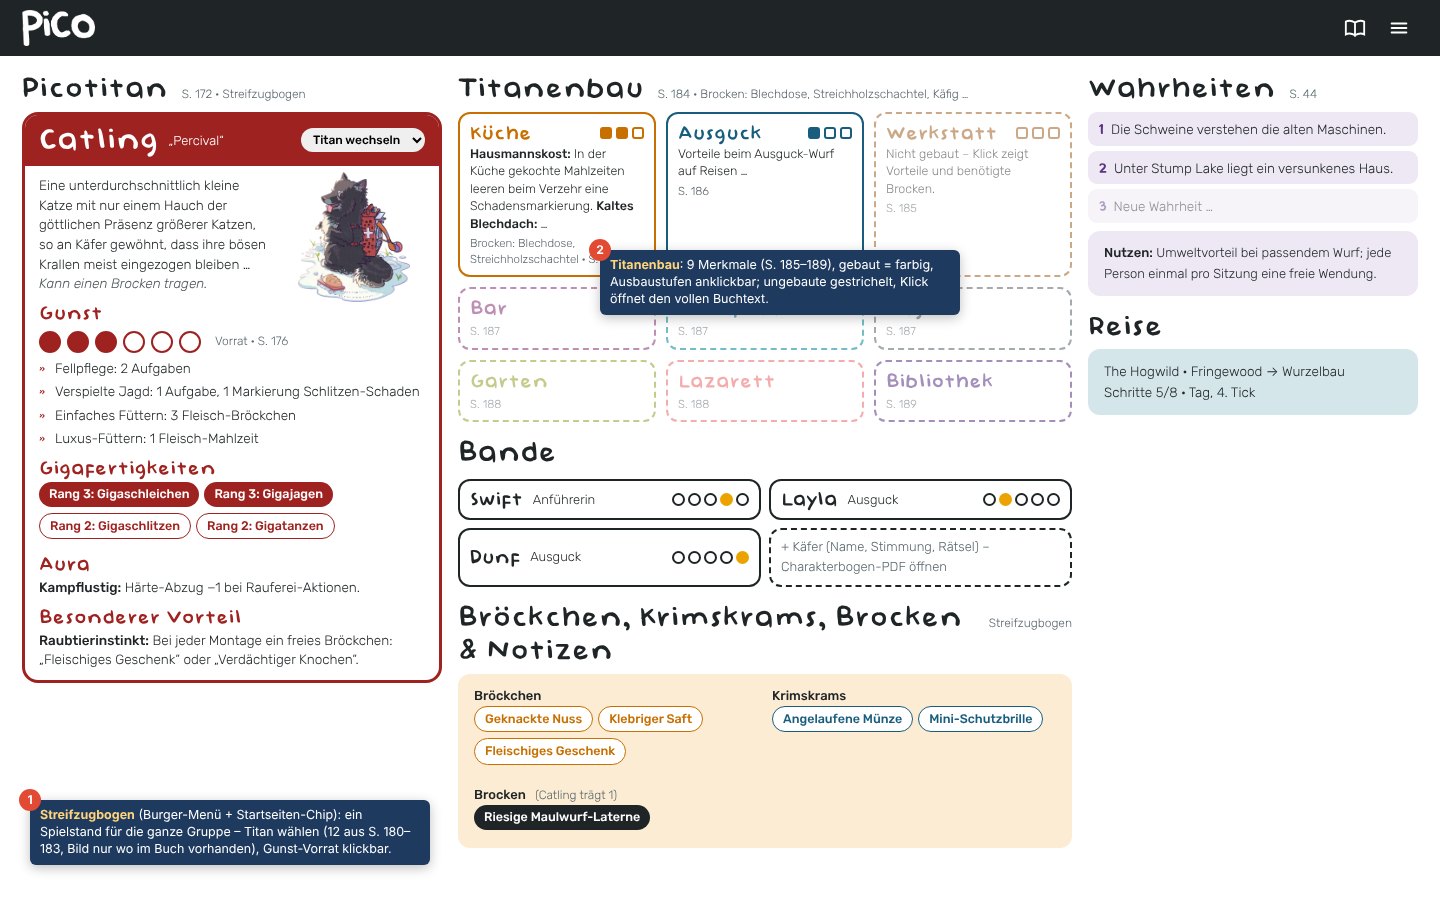 PiCO
Picotitan S. 172 • Streifzugbogen
Catling „Percival“ Titan wechseln
Eine unterdurchschnittlich kleine
Katze mit nur einem Hauch der
göttlichen Präsenz größerer Katzen,
so an Käfer gewöhnt, dass ihre bösen
Krallen meist eingezogen bleiben …
Kann einen Brocken tragen.
Gunst
Vorrat • S. 176
» Fellpflege: 2 Aufgaben
» Verspielte Jagd: 1 Aufgabe, 1 Markierung Schlitzen-Schaden
» Einfaches Füttern: 3 Fleisch-Bröckchen
» Luxus-Füttern: 1 Fleisch-Mahlzeit
Gigafertigkeiten
Rang 3: Gigaschleichen Rang 3: Gigajagen
Rang 2: Gigaschlitzen Rang 2: Gigatanzen
Aura
Kampflustig: Härte-Abzug −1 bei Rauferei-Aktionen.
Besonderer Vorteil
Raubtierinstinkt: Bei jeder Montage ein freies Bröckchen:
„Fleischiges Geschenk“ oder „Verdächtiger Knochen“.
1
Streifzugbogen (Burger-Menü + Startseiten-Chip): ein
Spielstand für die ganze Gruppe – Titan wählen (12 aus S. 180–
183, Bild nur wo im Buch vorhanden), Gunst-Vorrat klickbar.
Titanenbau S. 184 • Brocken: Blechdose, Streichholzschachtel, Käfig …
Küche
Hausmannskost: In der
Küche gekochte Mahlzeiten
leeren beim Verzehr eine
Schadensmarkierung. Kaltes
Blechdach: …
Brocken: Blechdose,
Streichholzschachtel • S.
Ausguck
Vorteile beim Ausguck-Wurf
auf Reisen …
S. 186
Werkstatt
Nicht gebaut – Klick zeigt
Vorteile und benötigte
Brocken.
S. 185
2
Titanenbau: 9 Merkmale (S. 185–189), gebaut = farbig,
Ausbaustufen anklickbar; ungebaute gestrichelt, Klick
öffnet den vollen Buchtext.
Bar
S. 187
S. 187
S. 187
Garten
S. 188
Lazarett
S. 188
Bibliothek
S. 189
Bande
Swift Anführerin
Layla Ausguck
Dunf Ausguck
+ Käfer (Name, Stimmung, Rätsel) –
Charakterbogen-PDF öffnen
Bröckchen, Krimskrams, Brocken
& Notizen
Streifzugbogen
Bröckchen
Geknackte Nuss Klebriger Saft
Fleischiges Geschenk
Krimskrams
Angelaufene Münze Mini-Schutzbrille
Brocken (Catling trägt 1)
Riesige Maulwurf-Laterne
Wahrheiten S. 44
1 Die Schweine verstehen die alten Maschinen.
2 Unter Stump Lake liegt ein versunkenes Haus.
3 Neue Wahrheit …
Nutzen: Umweltvorteil bei passendem Wurf; jede
Person einmal pro Sitzung eine freie Wendung.
Reise
The Hogwild • Fringewood → Wurzelbau
Schritte 5/8 • Tag, 4. Tick